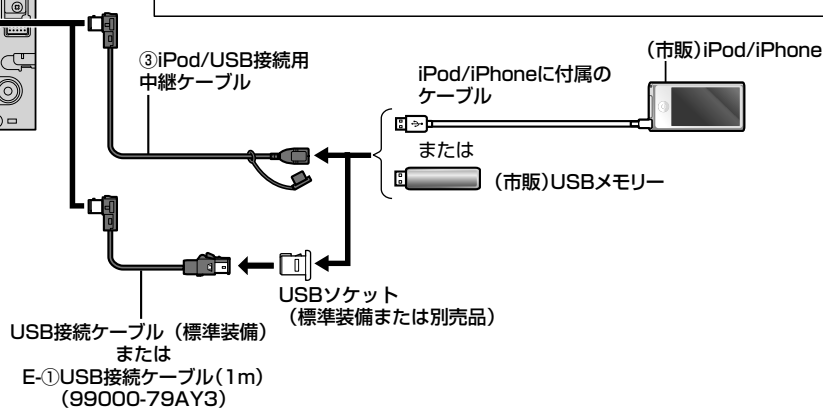 ③iPod/USB接続用
中継ケーブル
iPod/iPhoneに付属の
ケーブル
(市販)iPod/iPhone
または
(市販)USBメモリー
USBソケット
(標準装備または別売品)
USB接続ケーブル(標準装備)
または
E-①USB接続ケーブル(1m)
(99000-79AY3)